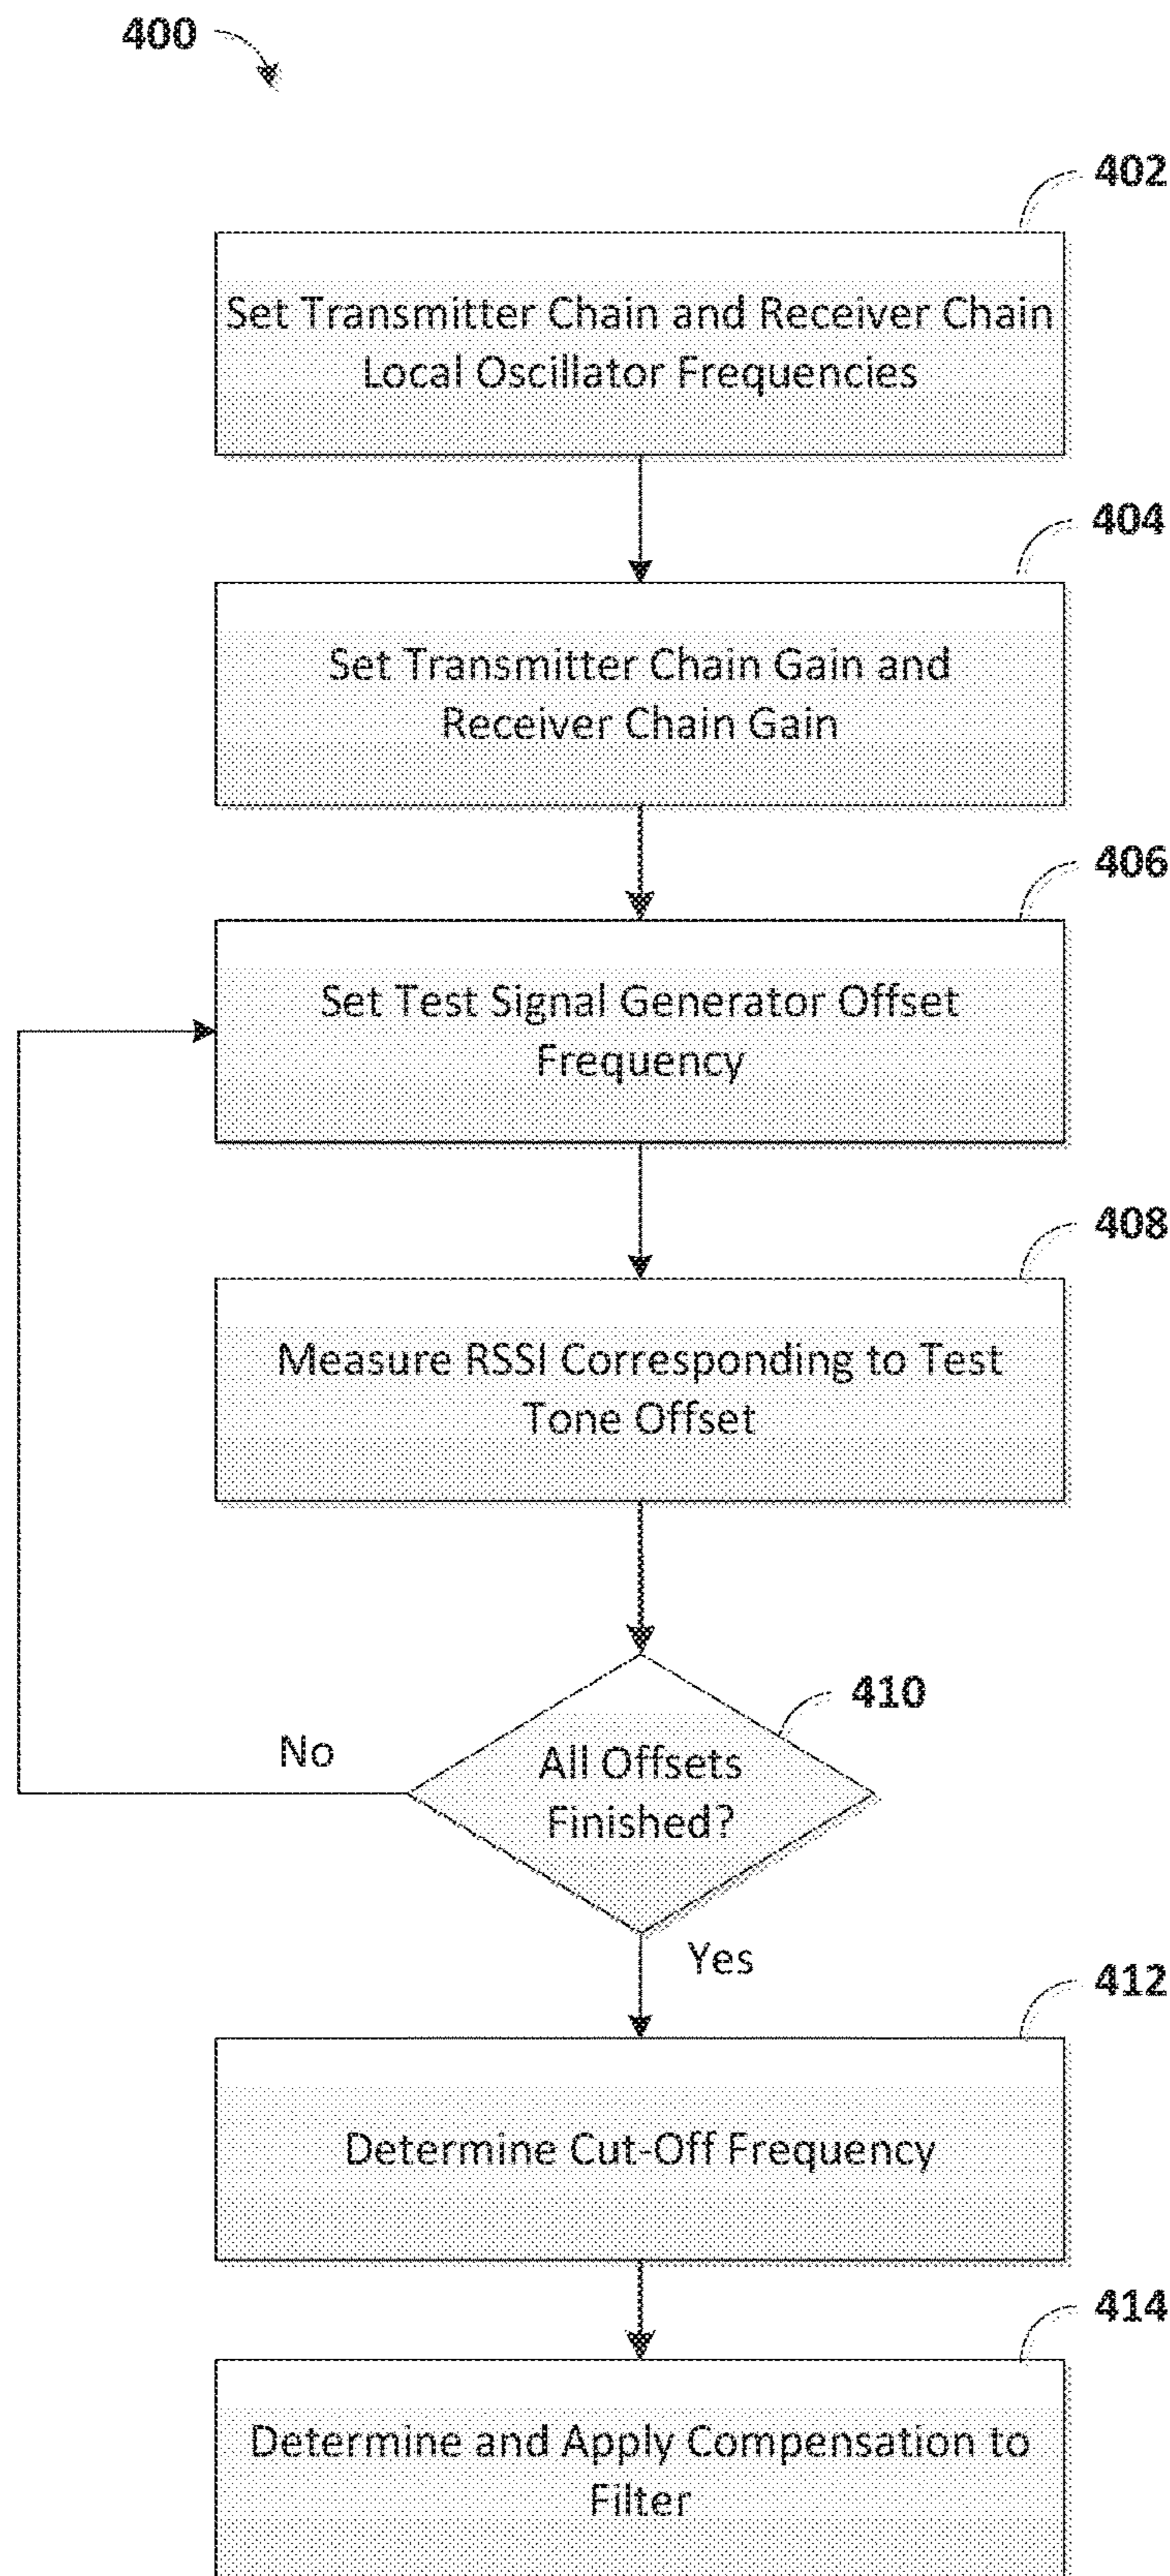 400
402
Set Transmitter Chain and Receiver Chain
Local Oscillator Frequencies
404
Set Transmitter Chain Gain and
Receiver Chain Gain
406
Set Test Signal Generator Offset
Frequency
408
Measure RSSI Corresponding to Test
Tone Offset
410
All Offsets
Finished?
No
Yes
412
Determine Cut-Off Frequency
414
Determine and Apply Compensation to
Filter